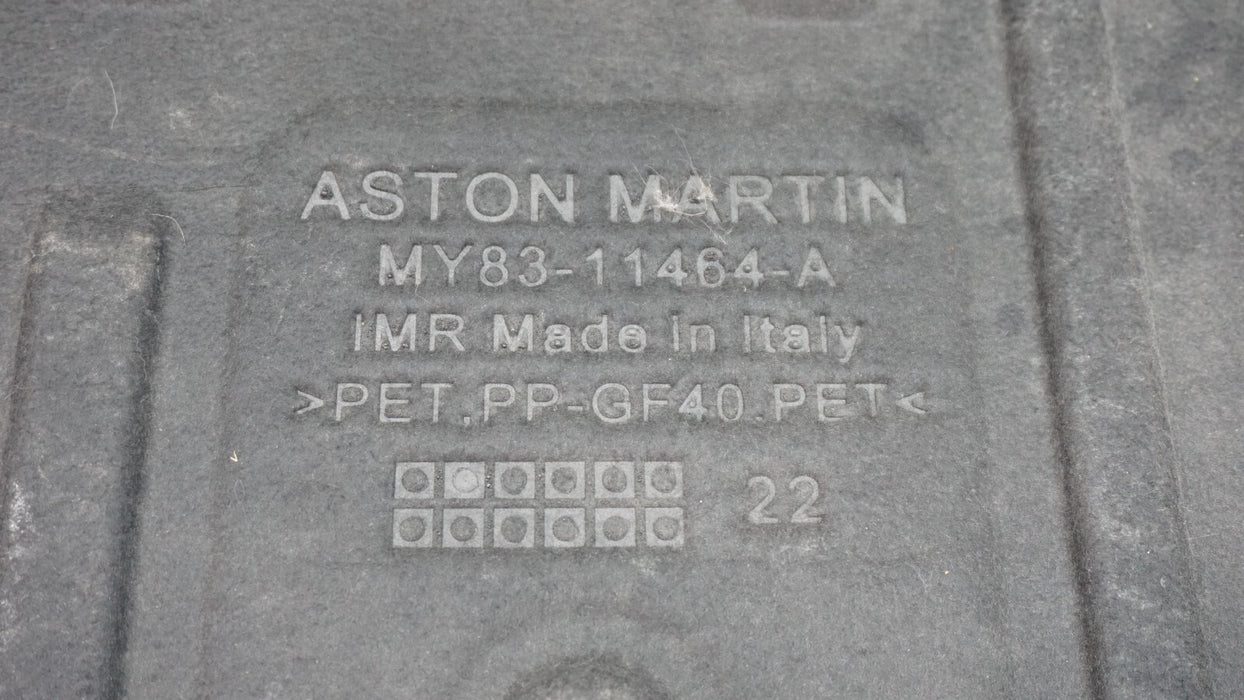 ASTON MARTIN
MY83-11464-A
IMR Made in Italy
>PET,PP-GF40.PET<
22